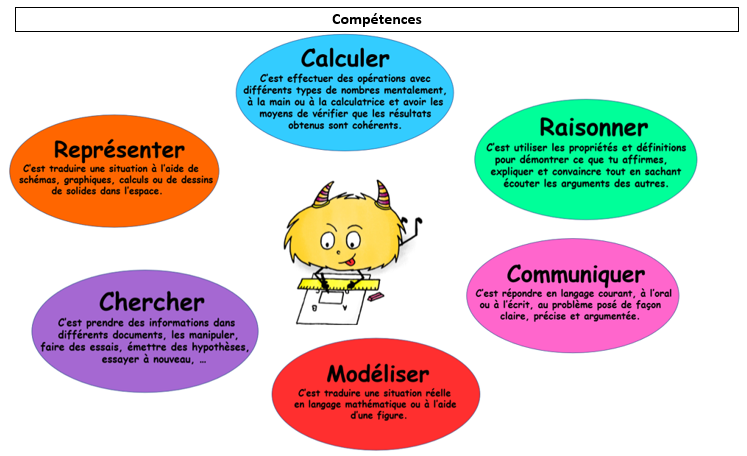 Compétences
Calculer
C'est effectuer des opérations avec
différents types de nombres mentalement,
à la main ou à la calculatrice et avoir les
moyens de vérifier que les résultats
obtenus sont cohérents.
Représenter
C'est traduire une situation à l'aide de
schémas, graphiques, calculs ou de dessins
de solides dans l'espace.
Raisonner
C'est utiliser les propriétés et définitions
pour démontrer ce que tu affirmes,
expliquer et convaincre tout en sachant
écouter les arguments des autres.
Chercher
C'est prendre des informations dans
différents documents, les manipuler,
faire des essais, émettre des hypothèses,
essayer à nouveau, …
Communiquer
C'est répondre en langage courant, à l'oral
ou à l'écrit, au problème posé de façon
claire, précise et argumentée.
Modéliser
C'est traduire une situation réelle
en langage mathématique ou à l'aide
d'une figure.